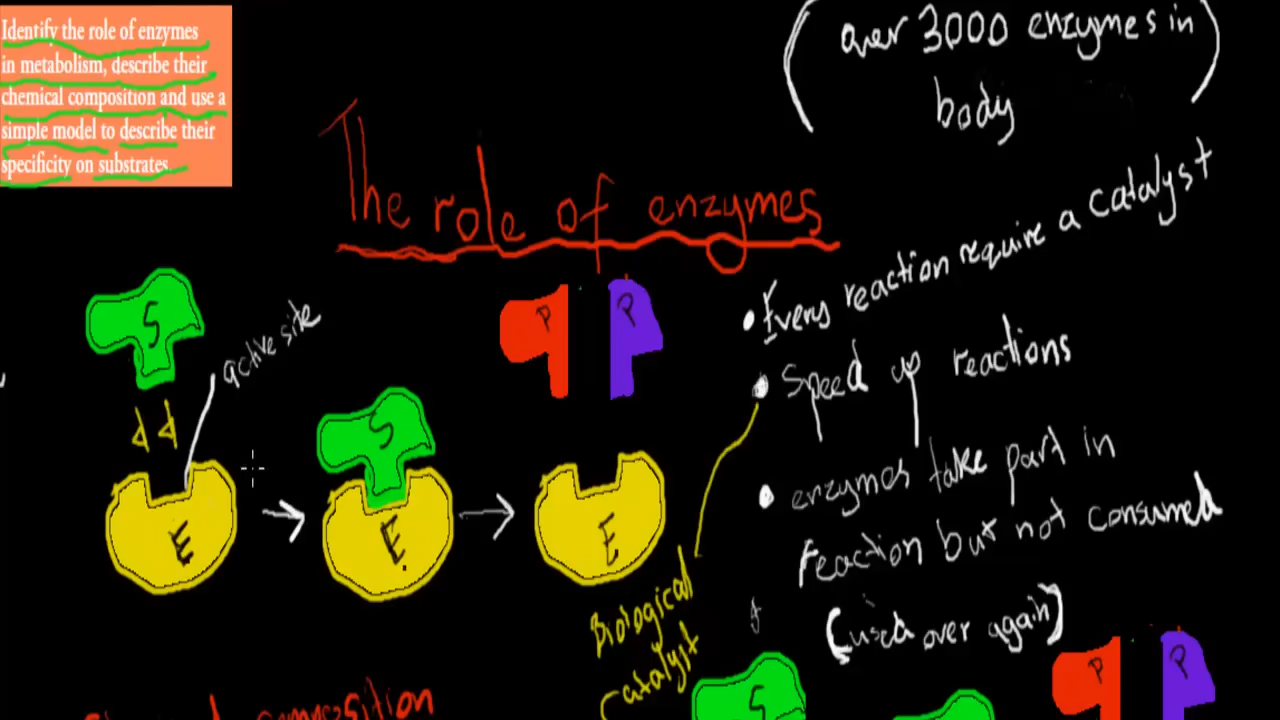 Identify the role of enzymes
in metabolism, describe their
chemical composition and use a
simple model to describe their
specificity on substrates.
(over 3000 enzymes in
body)
The role of enzymes
• Every reaction require a catalyst
• Speed up reactions
• enzymes take part in
reaction but not consumed
(used over again)
Biological
catalyst
active site
S
E
S
E
P
P
E
composition
S
P
P